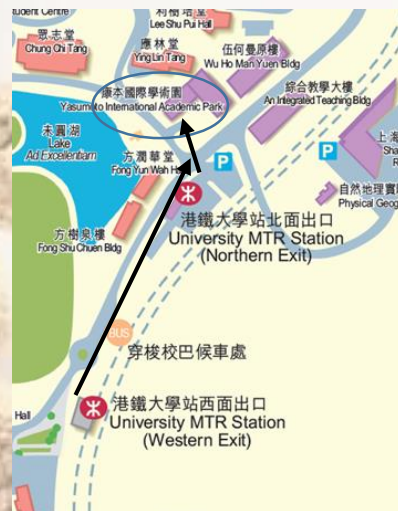 tudent Centre
利樹培堂
Lee Shu Pui Hall
眾志堂
Chung Chi Tang
應林堂
Ying Lin Tang
伍何曼原樓
Wu Ho Man Yuen Bldg
康本國際學術園
Yasumoto International Academic Park
綜合教學大樓
An Integrated Teaching Bldg
未圓湖
Lake
Ad Excellentiam
方潤華堂
Fong Yun Wah H
P
P
上海
Sha
R
自然地理實
Physical Geog
港鐵大學站北面出口
University MTR Station
(Northern Exit)
方樹泉樓
Fong Shu Chuen Bldg
BUS
穿梭校巴候車處
Hall
港鐵大學站西面出口
University MTR Station
(Western Exit)